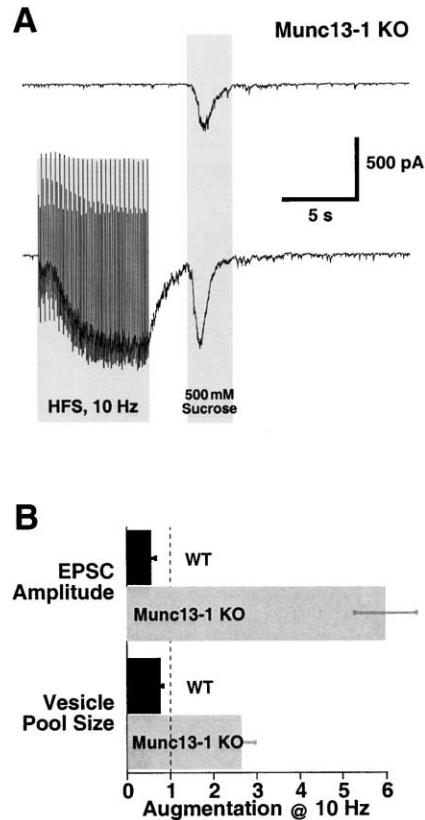 A
Munc13-1 KO
500 pA
5 s
HFS, 10 Hz
500 mM
Sucrose
B
EPSC
Amplitude
WT
Munc13-1 KO
Vesicle
Pool Size
WT
Munc13-1 KO
0 1 2 3 4 5 6
Augmentation @ 10 Hz